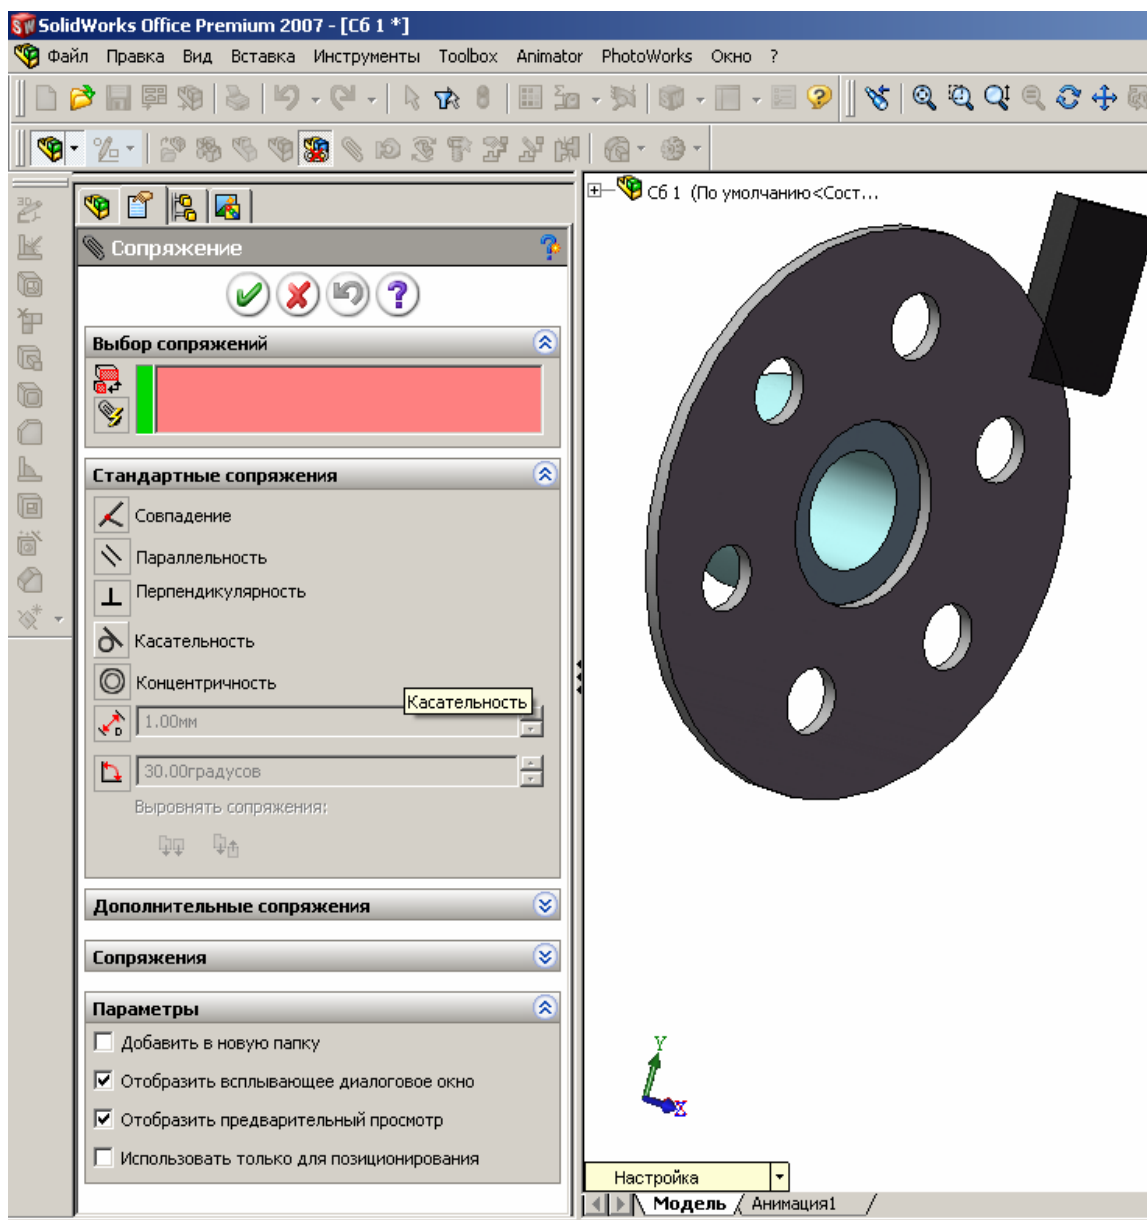 SolidWorks Office Premium 2007 - [Сб 1 *]
Файл Правка Вид Вставка Инструменты Toolbox Animator PhotoWorks Окно ?
Сб 1 (По умолчанию<Сост...
Сопряжение
Выбор сопряжений
Стандартные сопряжения
Совпадение
Параллельность
Перпендикулярность
Касательность
Концентричность
Касательность
1.00мм
30.00градусов
Выровнять сопряжения:
Дополнительные сопряжения
Сопряжения
Параметры
Добавить в новую папку
Отобразить всплывающее диалоговое окно
Отобразить предварительный просмотр
Использовать только для позиционирования
Y
Настройка
Модель Анимация1